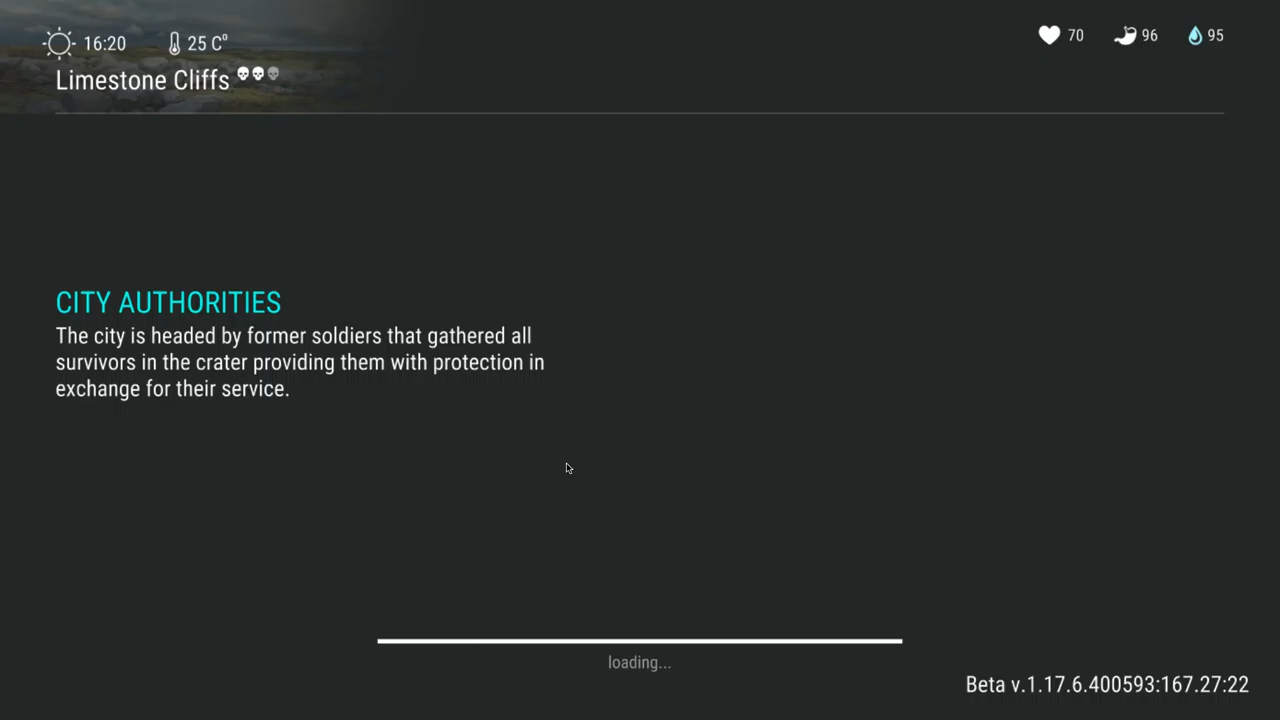 16:20 25 Cº
70 96 95
Limestone Cliffs
CITY AUTHORITIES
The city is headed by former soldiers that gathered all
survivors in the crater providing them with protection in
exchange for their service.
loading...
Beta v.1.17.6.400593:167.27:22